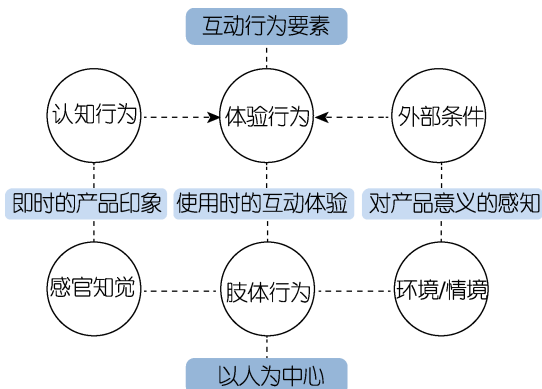 互动行为要素
认知行为
体验行为
外部条件
即时的产品印象
使用时的互动体验
对产品意义的感知
感官知觉
肢体行为
环境/情境
以人为中心